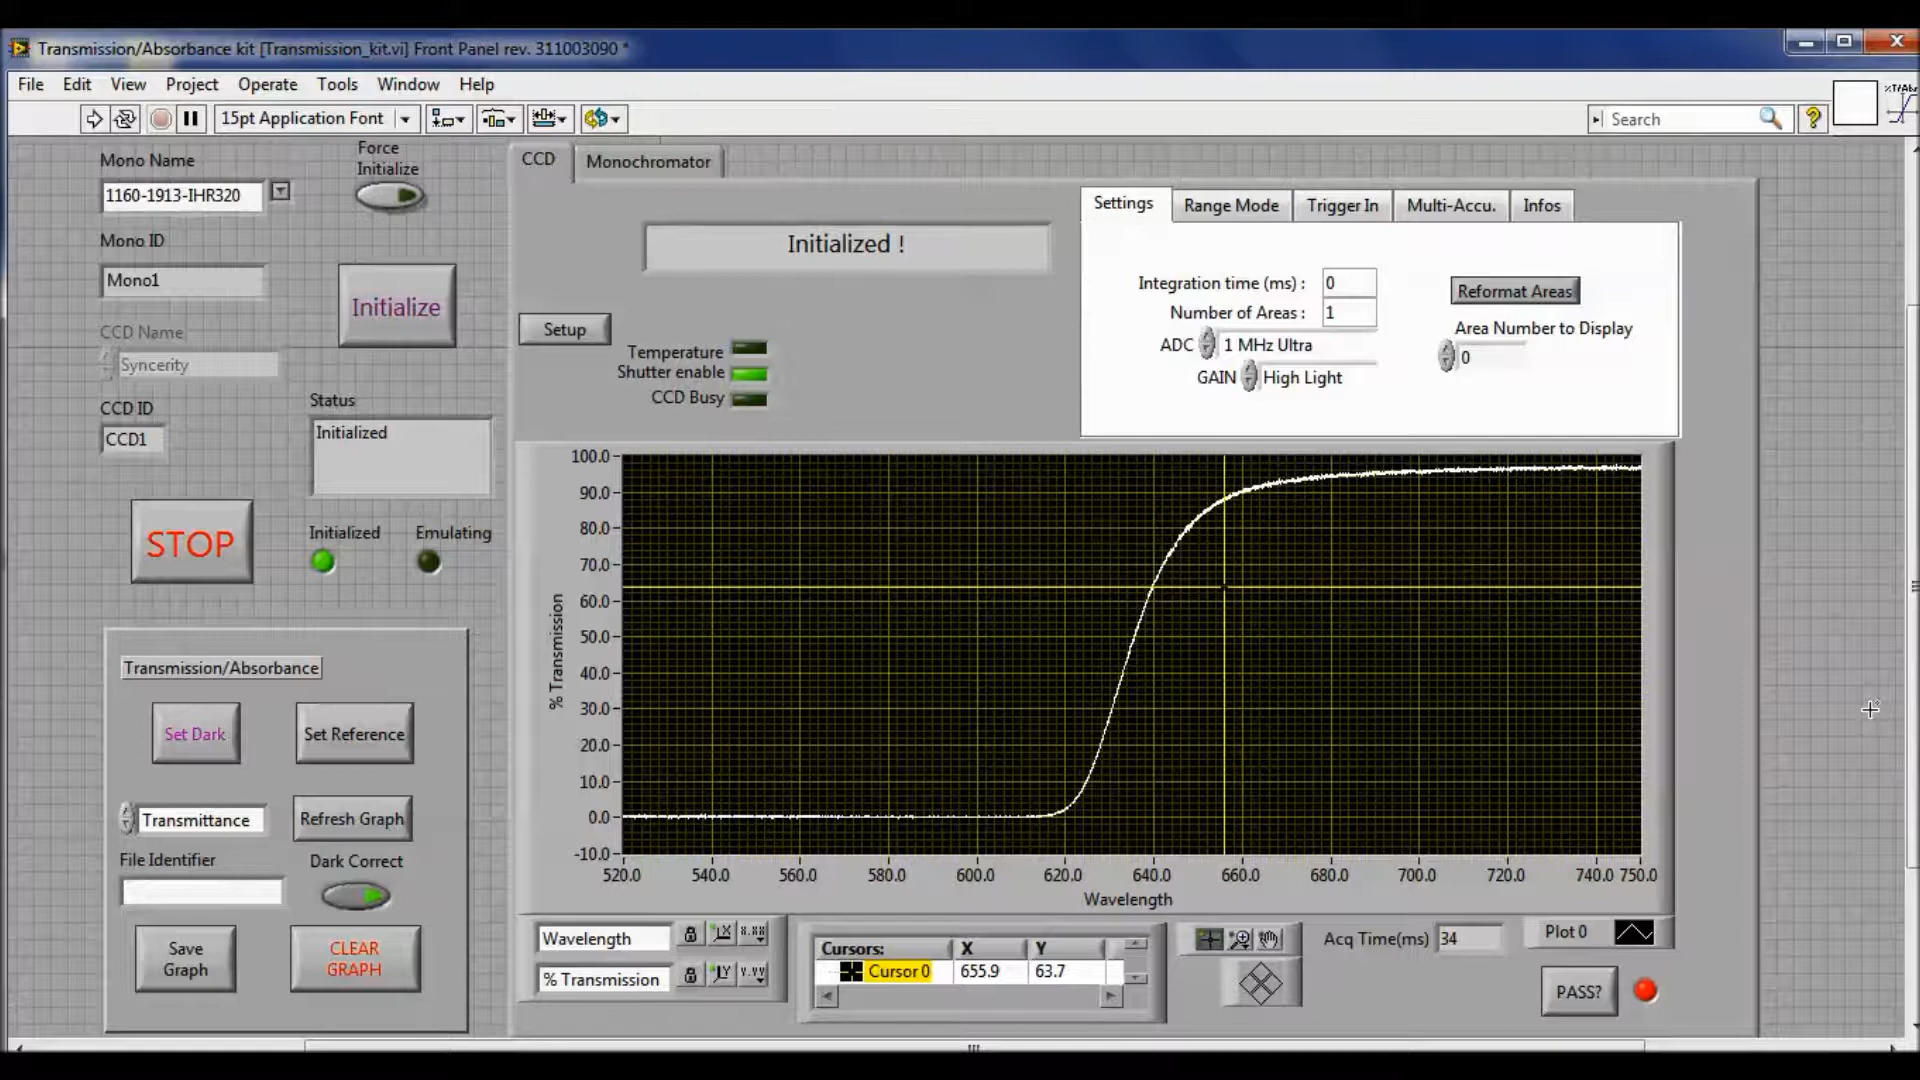 Transmission/Absorbance kit [Transmission_kit.vi] Front Panel rev. 311003090 *
File Edit View Project Operate Tools Window Help
15pt Application Font
Search
?
Mono Name
1160-1913-IHR320
Force
Initialize
Mono ID
Mono1
Initialize
CCD Name
Syncerity
CCD ID
CCD1
Status
Initialized
STOP
Initialized
Emulating
Transmission/Absorbance
Set Dark
Set Reference
Transmittance
Refresh Graph
File Identifier
Dark Correct
Save
Graph
CLEAR
GRAPH
CCD
Monochromator
Initialized !
Setup
Temperature
Shutter enable
CCD Busy
Settings Range Mode Trigger In Multi-Accu. Infos
Integration time (ms) : 0
Number of Areas : 1
ADC 1 MHz Ultra
GAIN High Light
Reformat Areas
Area Number to Display
0
% Transmission
100.0
90.0
80.0
70.0
60.0
50.0
40.0
30.0
20.0
10.0
0.0
-10.0
520.0 540.0 560.0 580.0 600.0 620.0 640.0 660.0 680.0 700.0 720.0 740.0 750.0
Wavelength
Wavelength
% Transmission
Cursors: X Y
Cursor 0 655.9 63.7
Acq Time(ms) 34
Plot 0
PASS?